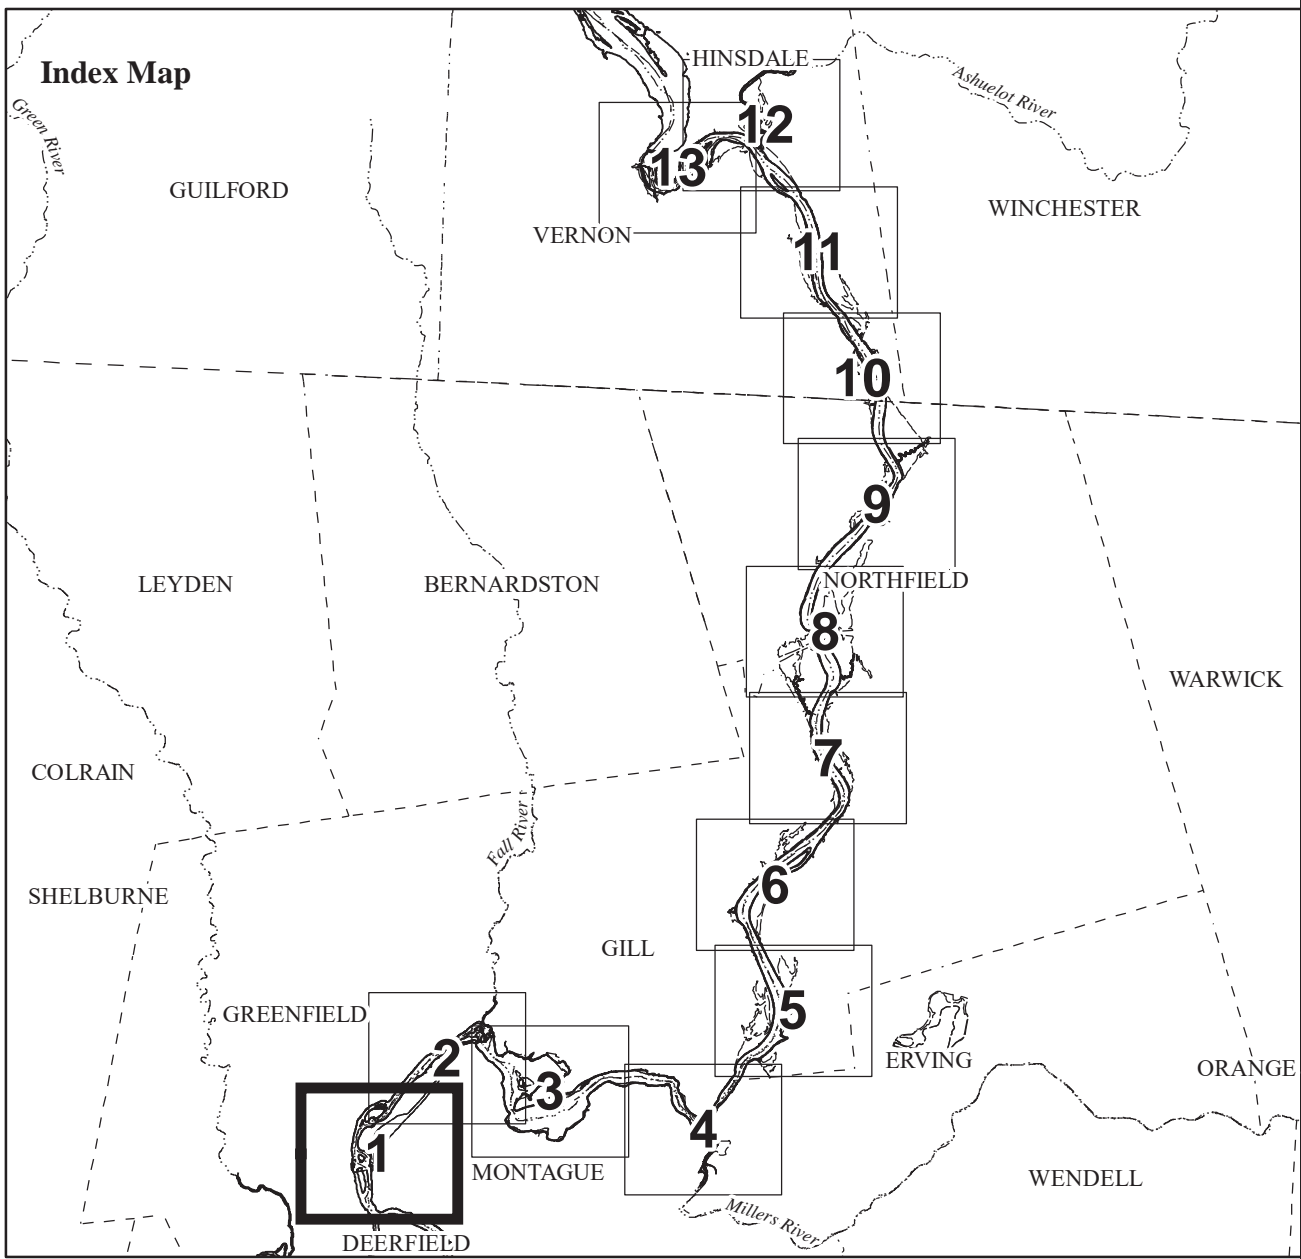 HINSDALE
Index Map
Ashuelot River
Green River
12
13
GUILFORD
WINCHESTER
VERNON
11
10
9
LEYDEN
BERNARDSTON
NORTHFIELD
8
WARWICK
7
COLRAIN
Fall River
6
SHELBURNE
GILL
5
GREENFIELD
2
ERVING
ORANGE
3
4
1
MONTAGUE
WENDELL
Millers River
DEERFIELD